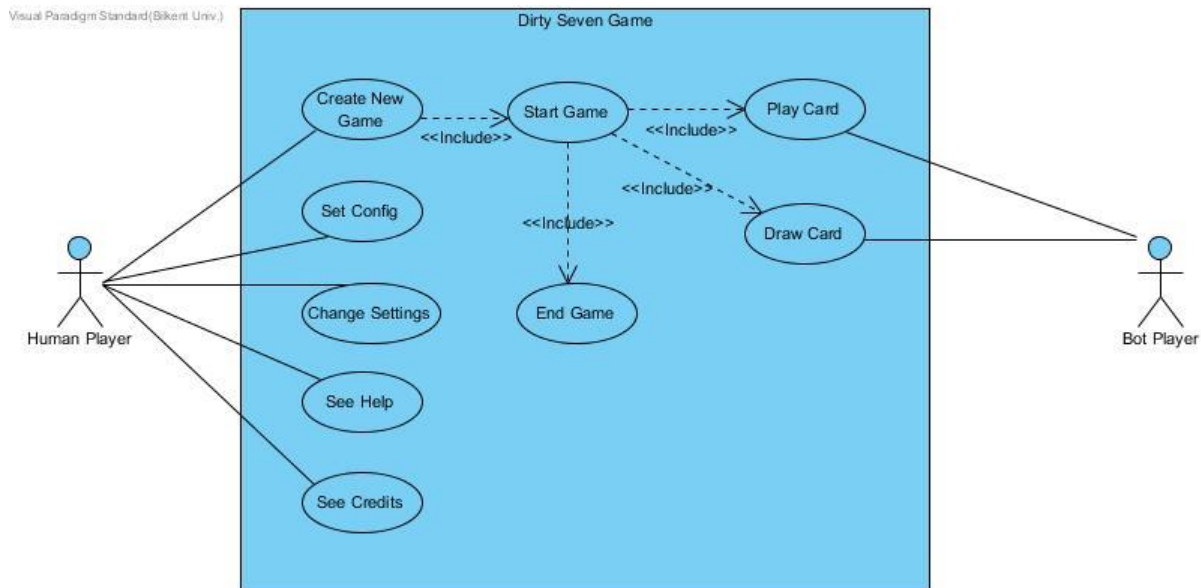 Visual Paradigm Standard(Bilkent Univ.)
Dirty Seven Game
Create New
Game
Start Game
Play Card
<<Include>>
<<Include>>
<<Include>>
Set Config
<<Include>>
Draw Card
Human Player
Change Settings
End Game
Bot Player
See Help
See Credits